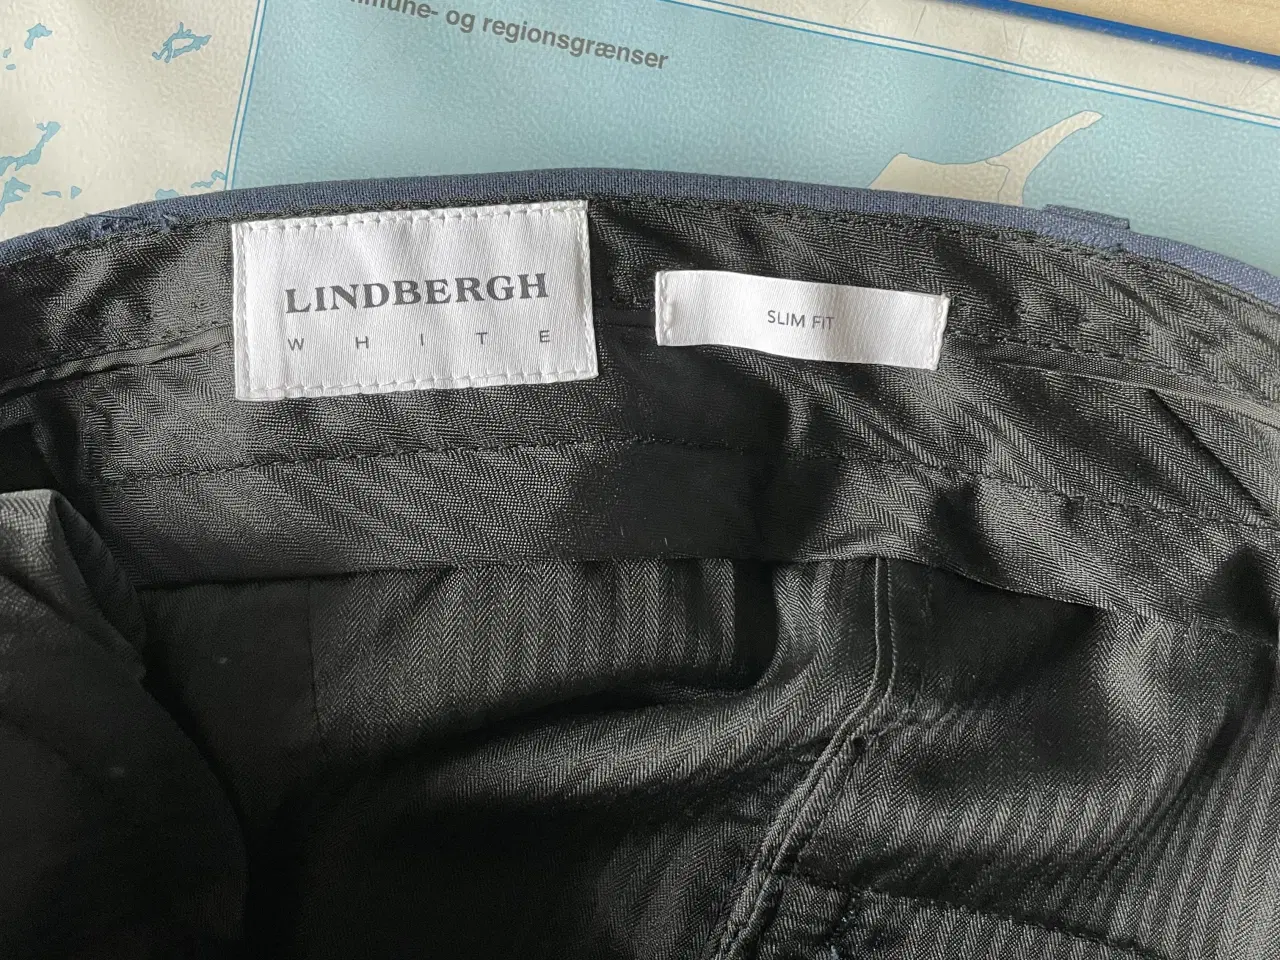 og regionsgrænser
LINDBERGH
WHITE
SLIM FIT